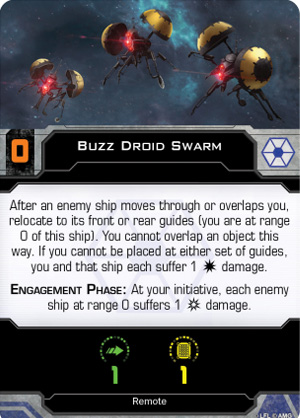 0
Buzz Droid Swarm
After an enemy ship moves through or overlaps you,
relocate to its front or rear guides (you are at range
0 of this ship). You cannot overlap an object this
way. If you cannot be placed at either set of guides,
you and that ship each suffer 1 damage.
Engagement Phase: At your initiative, each enemy
ship at range 0 suffers 1 damage.
1 1
Remote
LFL © AMG